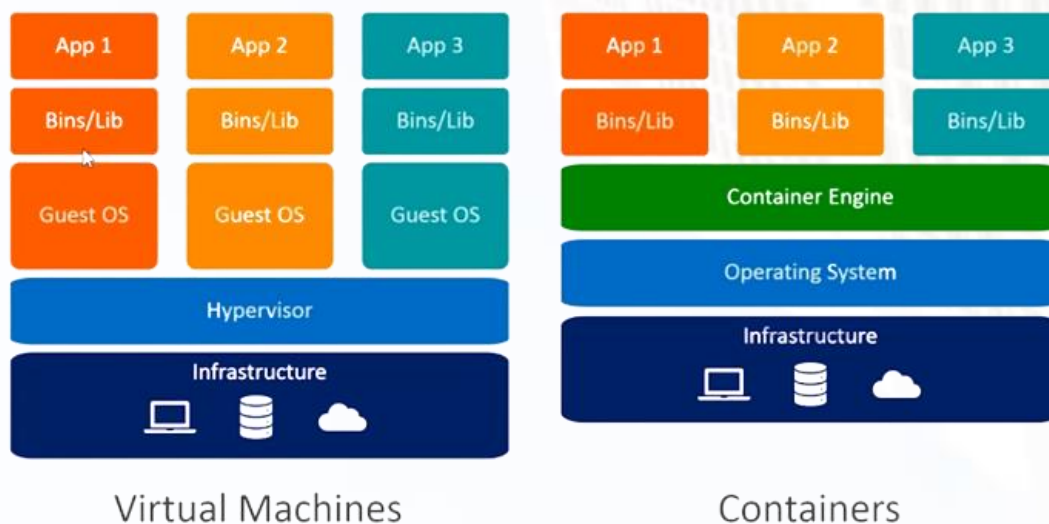 App 1
App 2
App 3
Bins/Lib
Bins/Lib
Bins/Lib
Guest OS
Guest OS
Guest OS
Hypervisor
Infrastructure
Virtual Machines
App 1
App 2
App 3
Bins/Lib
Bins/Lib
Bins/Lib
Container Engine
Operating System
Infrastructure
Containers